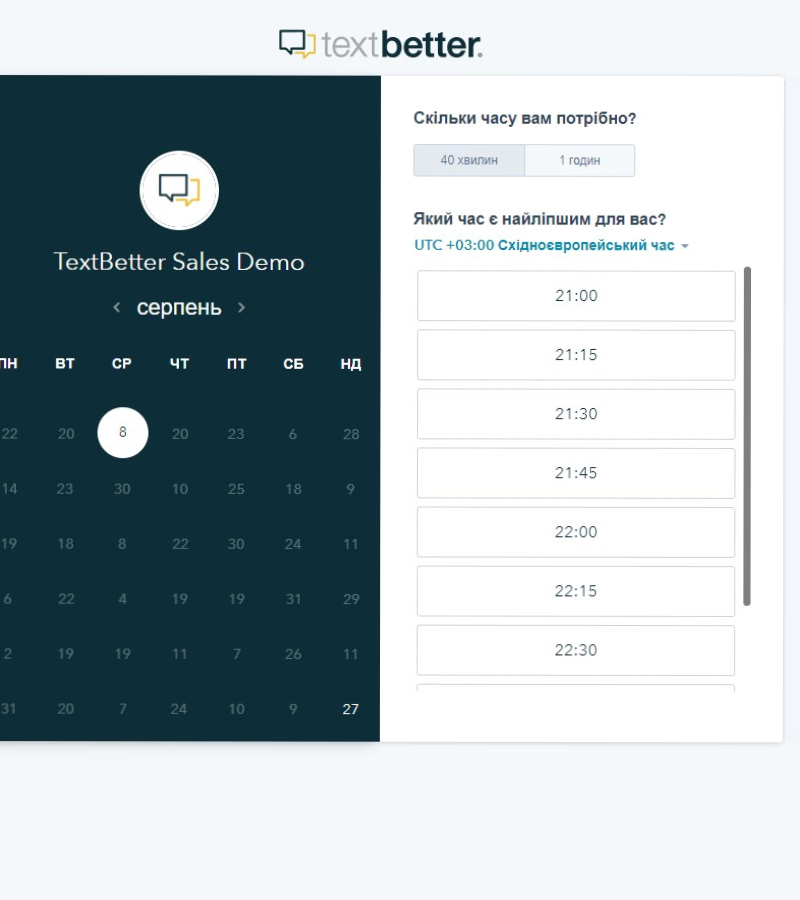 textbetter.
TextBetter Sales Demo
серпень
ПН ВТ СР ЧТ ПТ СБ НД
22 20 8 20 23 6 28
14 23 30 10 25 18 9
19 18 8 22 30 24 11
6 22 4 19 19 31 29
2 19 19 11 7 26 11
31 20 7 24 10 9 27
Скільки часу вам потрібно?
40 хвилин 1 годин
Який час є найліпшим для вас?
UTC +03:00 Східноєвропейський час
21:00
21:15
21:30
21:45
22:00
22:15
22:30